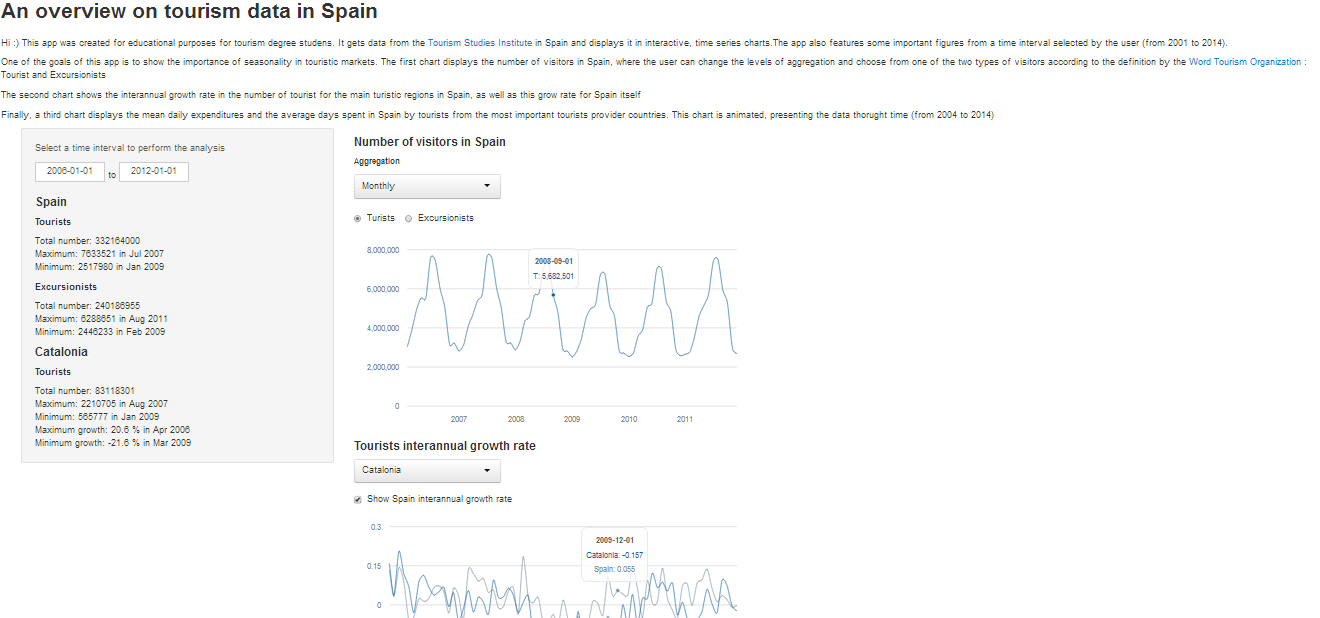 An overview on tourism data in Spain
Hi :) This app was created for educational purposes for tourism degree studens. It gets data from the Tourism Studies Institute in Spain and displays it in interactive, time series charts.The app also features some important figures from a time interval selected by the user (from 2001 to 2014).
One of the goals of this app is to show the importance of seasonality in touristic markets. The first chart displays the number of visitors in Spain, where the user can change the levels of aggregation and choose from one of the two types of visitors according to the definition by the Word Tourism Organization :
Tourist and Excursionists
The second chart shows the interannual growth rate in the number of tourist for the main turistic regions in Spain, as well as this grow rate for Spain itself
Finally, a third chart displays the mean daily expenditures and the average days spent in Spain by tourists from the most important tourists provider countries. This chart is animated, presenting the data thorught time (from 2004 to 2014)
Select a time interval to perform the analysis
2006-01-01 to 2012-01-01
Spain
Tourists
Total number: 332164000
Maximum: 7633521 in Jul 2007
Minimum: 2517980 in Jan 2009
Excursionists
Total number: 240186955
Maximum: 6288651 in Aug 2011
Minimum: 2446233 in Feb 2009
Catalonia
Tourists
Total number: 83118301
Maximum: 2210705 in Aug 2007
Minimum: 565777 in Jan 2009
Maximum growth: 20.6 % in Apr 2006
Minimum growth: -21.6 % in Mar 2009
Number of visitors in Spain
Aggregation
Monthly
Turists Excursionists
8,000,000
2008-09-01
T: 5,682,501
6,000,000
4,000,000
2,000,000
0
2007 2008 2009 2010 2011
Tourists interannual growth rate
Catalonia
Show Spain interannual growth rate
0.3
2009-12-01
Catalonia: -0.157
0.15
Spain: 0.055
0